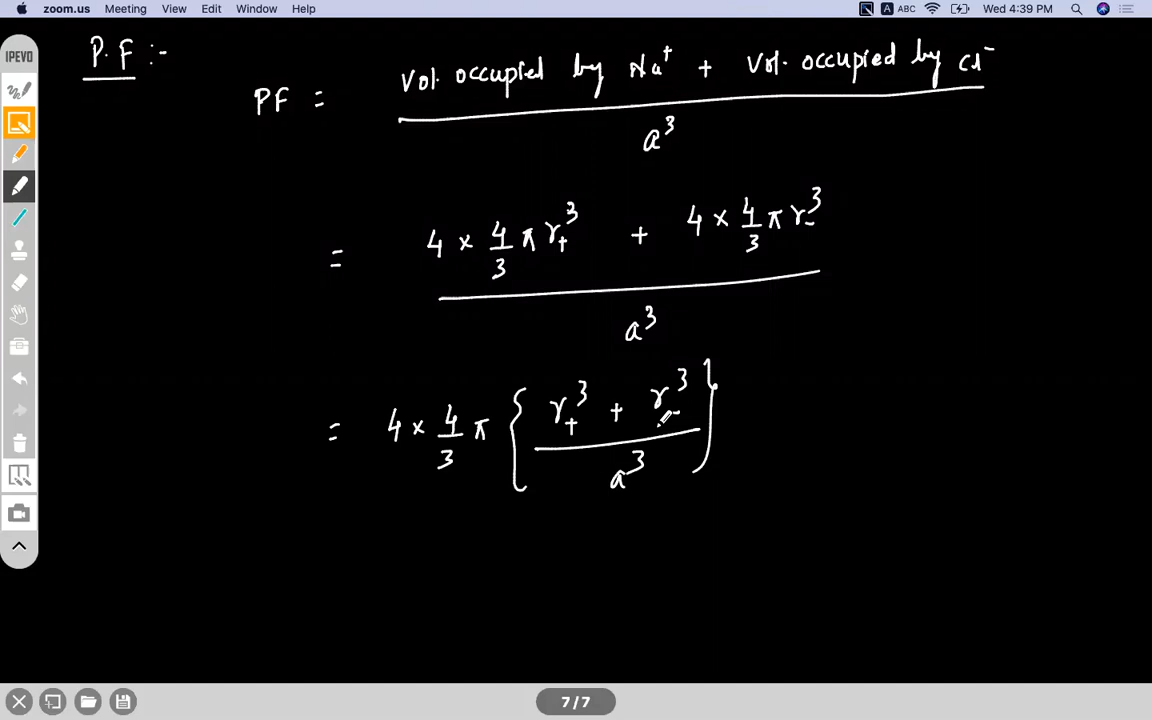 zoom.us Meeting View Edit Window Help A ABC Wed 4:39 PM
IPEVO
P.F :-
PF = Vol. occupied by Na⁺ + Vol. occupied by Cl⁻
a³
= 4 × 4/3 π r₊³ + 4 × 4/3 π r₋³
a³
= 4 × 4/3 π { r₊³ + r₋³ / a³ }
7/7